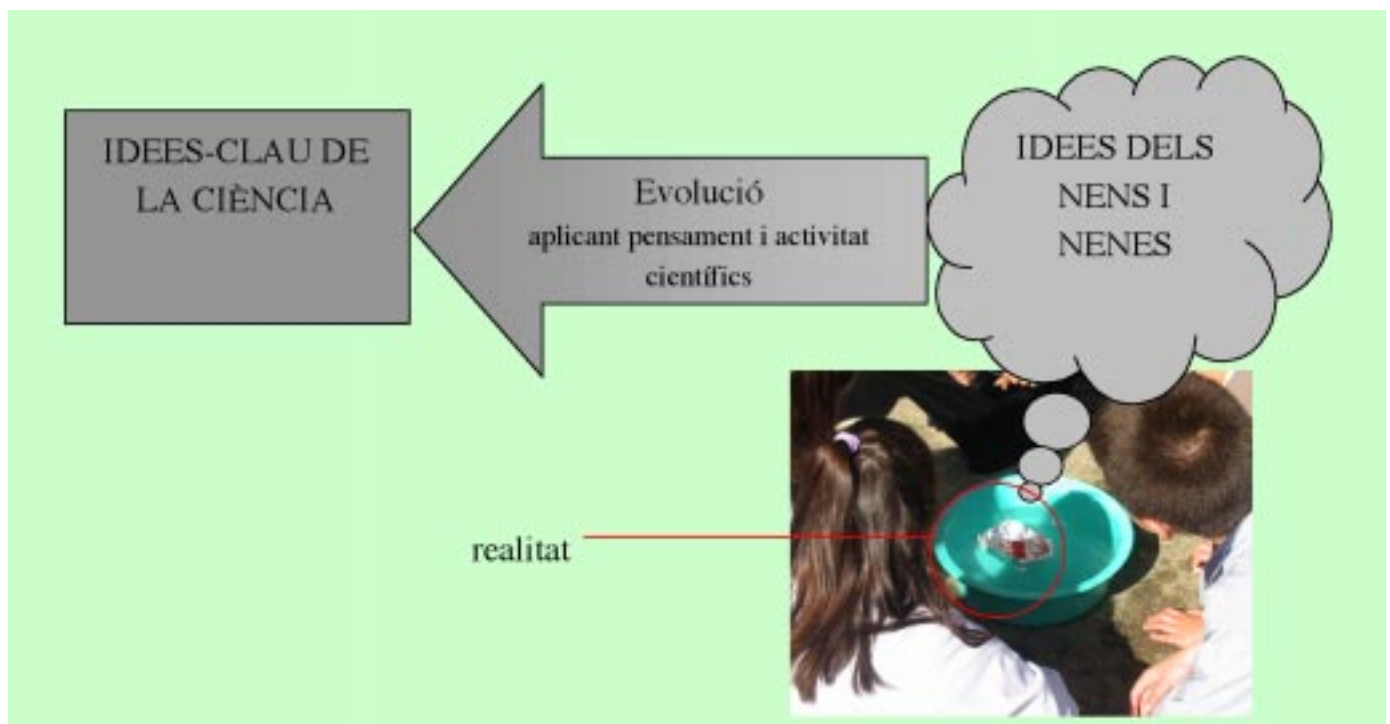 IDEES-CLAU DE
LA CIÈNCIA
Evolució
aplicant pensament i activitat
científics
IDEES DELS
NENS I
NENES
realitat